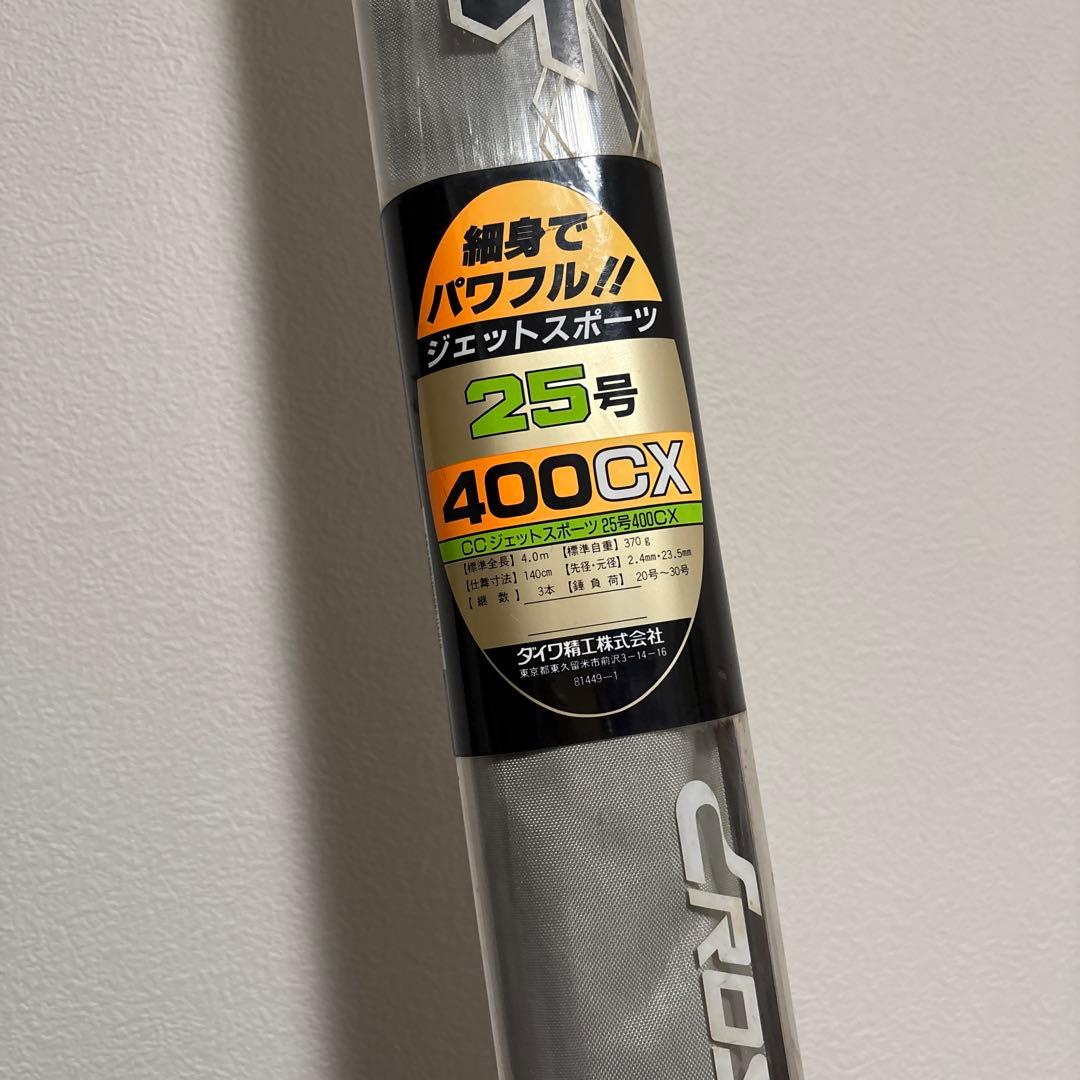 細身で
パワフル!!
ジェットスポーツ
25号
400CX
CCジェットスポーツ25号400CX
【標準全長】4.0m 【標準自重】370g
【仕舞寸法】140cm 【先径・元径】2.4mm・23.5mm
【継数】 3本 【錘負荷】 20号〜30号
ダイワ精工株式会社
東京都東久留米市前沢3-14-16
81449-1